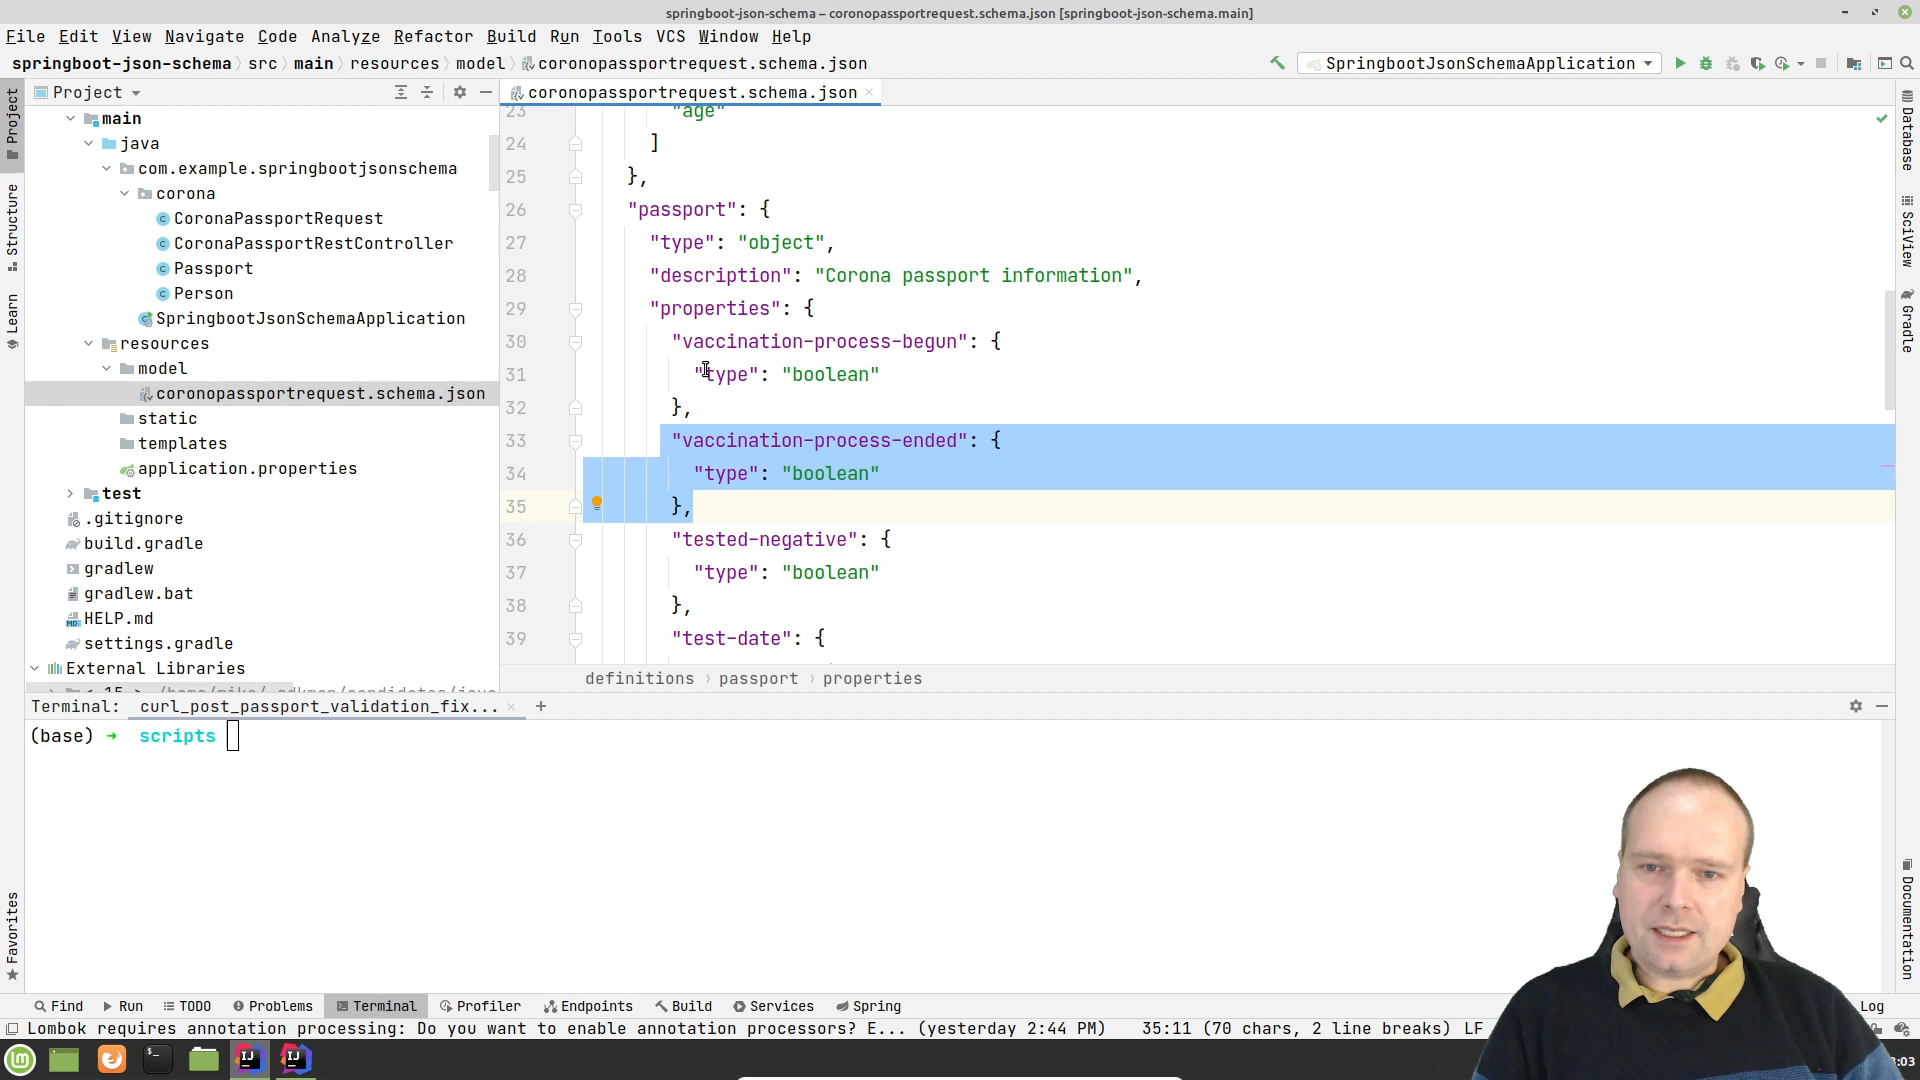 springboot-json-schema – coronopassportrequest.schema.json [springboot-json-schema.main]
File Edit View Navigate Code Analyze Refactor Build Run Tools VCS Window Help
springboot-json-schema src main resources model coronopassportrequest.schema.json
SpringbootJsonSchemaApplication
Project
coronopassportrequest.schema.json
main
java
com.example.springbootjsonschema
corona
CoronaPassportRequest
CoronaPassportRestController
Passport
Person
SpringbootJsonSchemaApplication
resources
model
coronopassportrequest.schema.json
static
templates
application.properties
test
.gitignore
build.gradle
gradlew
gradlew.bat
HELP.md
settings.gradle
External Libraries
23 "age"
24 ]
25 },
26 "passport": {
27 "type": "object",
28 "description": "Corona passport information",
29 "properties": {
30 "vaccination-process-begun": {
31 "type": "boolean"
32 },
33 "vaccination-process-ended": {
34 "type": "boolean"
35 },
36 "tested-negative": {
37 "type": "boolean"
38 },
39 "test-date": {
definitions › passport › properties
Project
Structure
Learn
Favorites
Database
SciView
Gradle
Documentation
Terminal: curl_post_passport_validation_fix... × +
(base) → scripts
Find Run TODO Problems Terminal Profiler Endpoints Build Services Spring
Log
Lombok requires annotation processing: Do you want to enable annotation processors? E... (yesterday 2:44 PM) 35:11 (70 chars, 2 line breaks) LF
:03